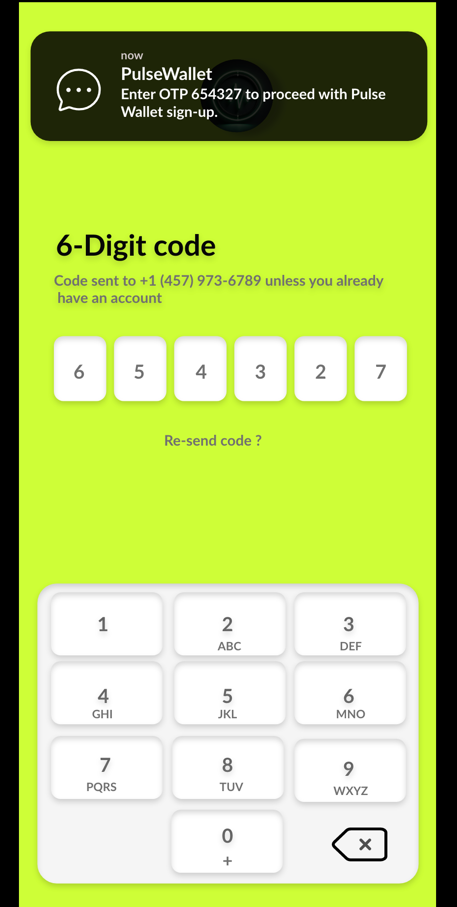 now
PulseWallet
Enter OTP 654327 to proceed with Pulse
Wallet sign-up.
6-Digit code
Code sent to +1 (457) 973-6789 unless you already
have an account
6 5 4 3 2 7
Re-send code ?
1 2 3
ABC DEF
4 5 6
GHI JKL MNO
7 8 9
PQRS TUV WXYZ
0
+